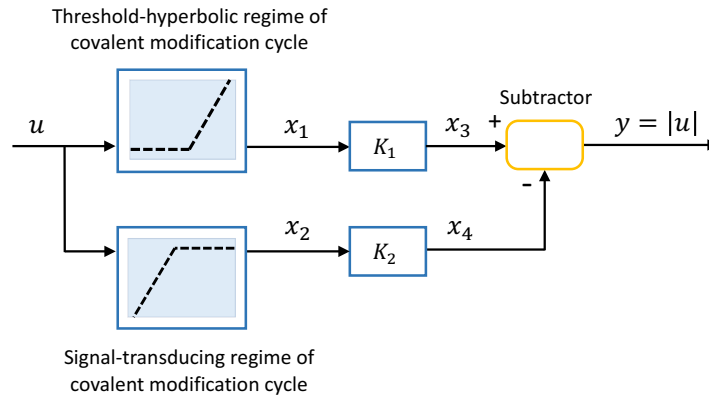 Threshold-hyperbolic regime of
covalent modification cycle
Subtractor
u
x₁
K₁
x₃
+
y = |u|
-
x₂
K₂
x₄
Signal-transducing regime of
covalent modification cycle